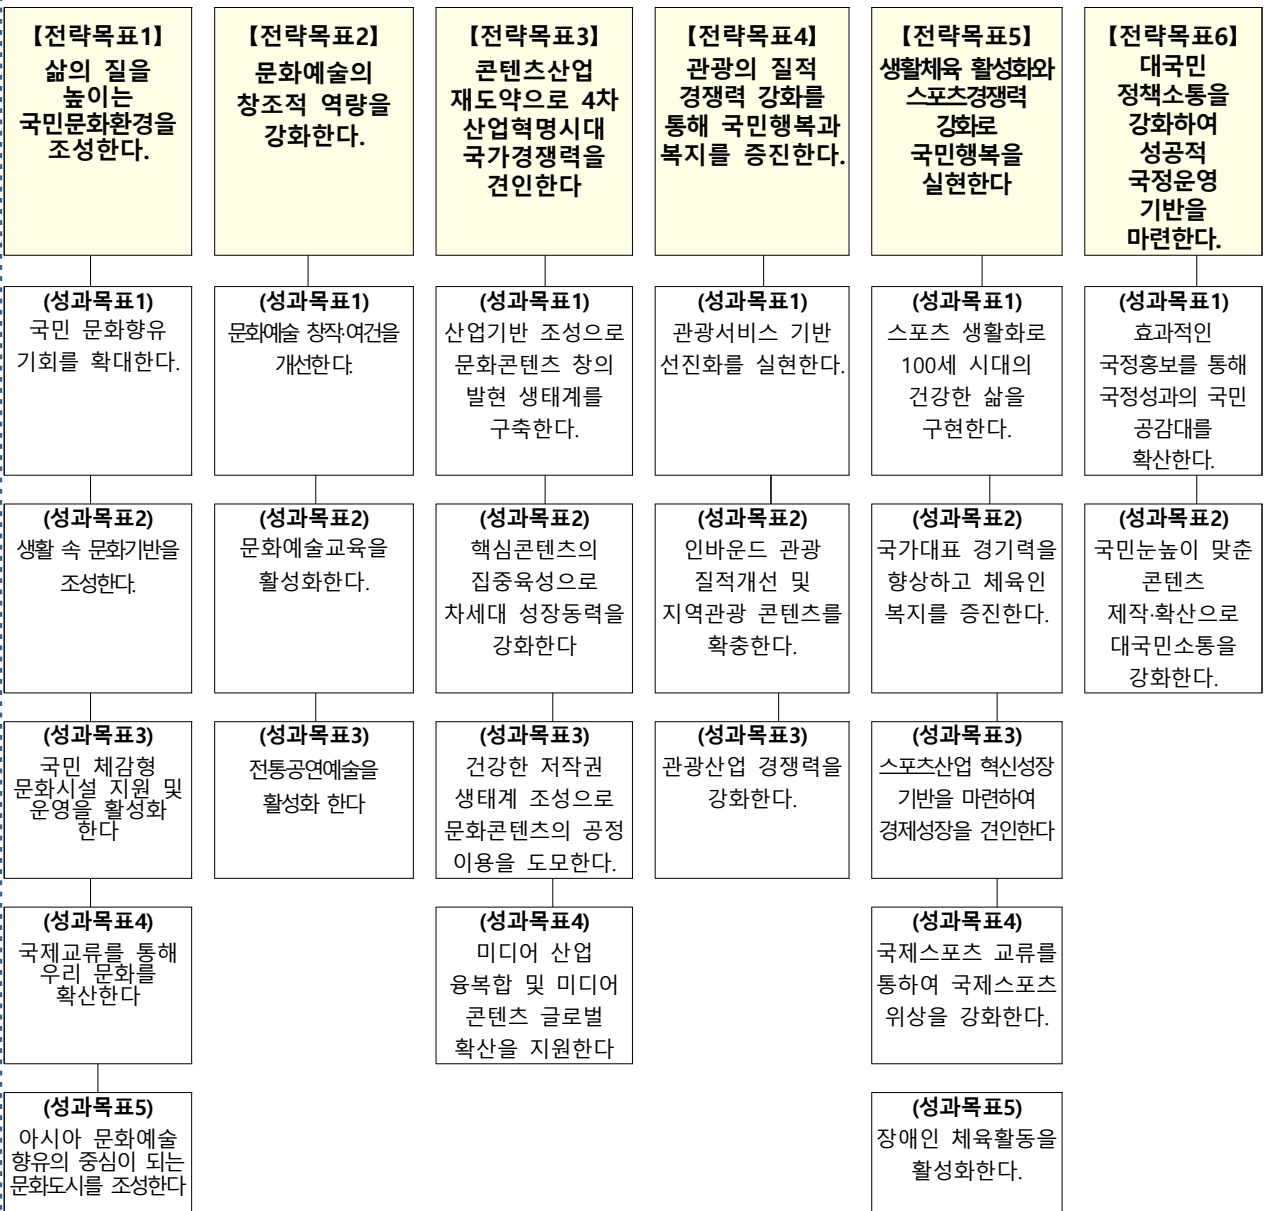 【전략목표1】
삶의 질을
높이는
국민문화환경을
조성한다.
【전략목표2】
문화예술의
창조적 역량을
강화한다.
【전략목표3】
콘텐츠산업
재도약으로 4차
산업혁명시대
국가경쟁력을
견인한다
【전략목표4】
관광의 질적
경쟁력 강화를
통해 국민행복과
복지를 증진한다.
【전략목표5】
생활체육 활성화와
스포츠경쟁력
강화로
국민행복을
실현한다
【전략목표6】
대국민
정책소통을
강화하여
성공적
국정운영
기반을
마련한다.
(성과목표1)
국민 문화향유
기회를 확대한다.
(성과목표1)
문화예술 창작·여건을
개선한다.
(성과목표1)
산업기반 조성으로
문화콘텐츠 창의
발현 생태계를
구축한다.
(성과목표1)
관광서비스 기반
선진화를 실현한다.
(성과목표1)
스포츠 생활화로
100세 시대의
건강한 삶을
구현한다.
(성과목표1)
효과적인
국정홍보를 통해
국정성과의 국민
공감대를
확산한다.
(성과목표2)
생활 속 문화기반을
조성한다.
(성과목표2)
문화예술교육을
활성화한다.
(성과목표2)
핵심콘텐츠의
집중육성으로
차세대 성장동력을
강화한다
(성과목표2)
인바운드 관광
질적개선 및
지역관광 콘텐츠를
확충한다.
(성과목표2)
국가대표 경기력을
향상하고 체육인
복지를 증진한다.
(성과목표2)
국민눈높이 맞춘
콘텐츠
제작·확산으로
대국민소통을
강화한다.
(성과목표3)
국민 체감형
문화시설 지원 및
운영을 활성화
한다
(성과목표3)
전통공연예술을
활성화 한다
(성과목표3)
건강한 저작권
생태계 조성으로
문화콘텐츠의 공정
이용을 도모한다.
(성과목표3)
관광산업 경쟁력을
강화한다.
(성과목표3)
스포츠산업 혁신성장
기반을 마련하여
경제성장을 견인한다
(성과목표4)
국제교류를 통해
우리 문화를
확산한다
(성과목표4)
미디어 산업
융복합 및 미디어
콘텐츠 글로벌
확산을 지원한다
(성과목표4)
국제스포츠 교류를
통하여 국제스포츠
위상을 강화한다.
(성과목표5)
아시아 문화예술
향유의 중심이 되는
문화도시를 조성한다
(성과목표5)
장애인 체육활동을
활성화한다.